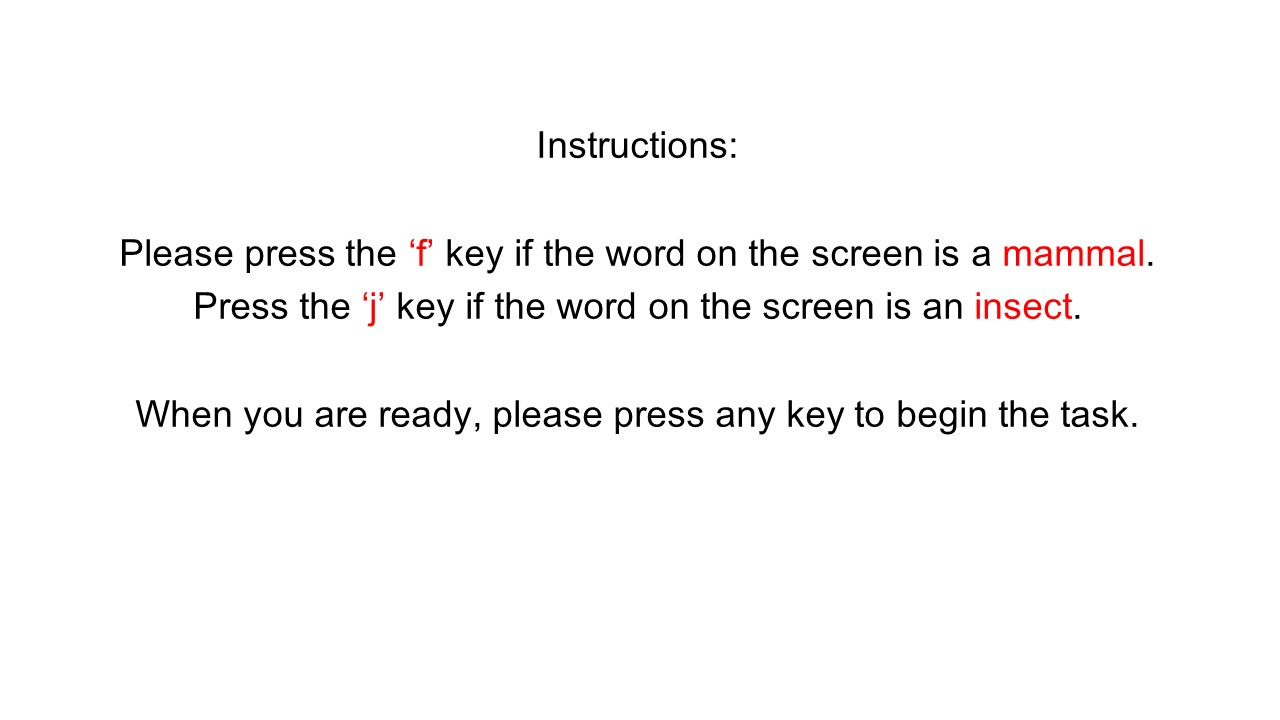 Instructions:
Please press the ‘f’ key if the word on the screen is a mammal.
Press the ‘j’ key if the word on the screen is an insect.
When you are ready, please press any key to begin the task.